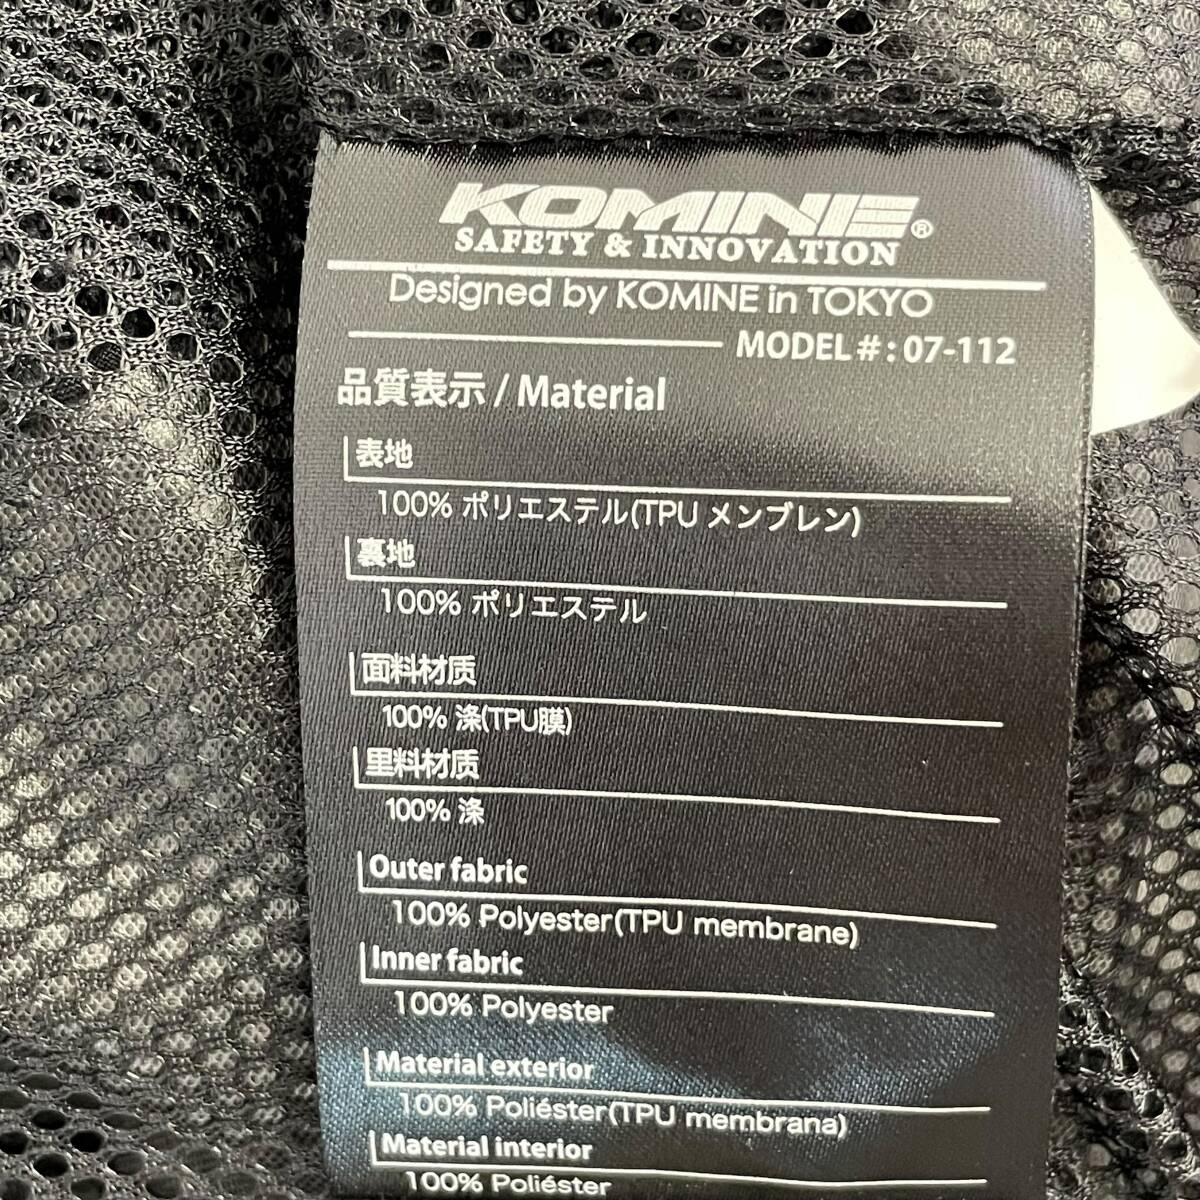 KOMINE®
SAFETY & INNOVATION
Designed by KOMINE in TOKYO
MODEL#: 07-112
品質表示 / Material
表地
100% ポリエステル(TPU メンブレン)
裏地
100% ポリエステル
面料材质
100% 涤(TPU膜)
里料材质
100% 涤
Outer fabric
100% Polyester(TPU membrane)
Inner fabric
100% Polyester
Material exterior
100% Poliéster(TPU membrana)
Material interior
100% Poliéster